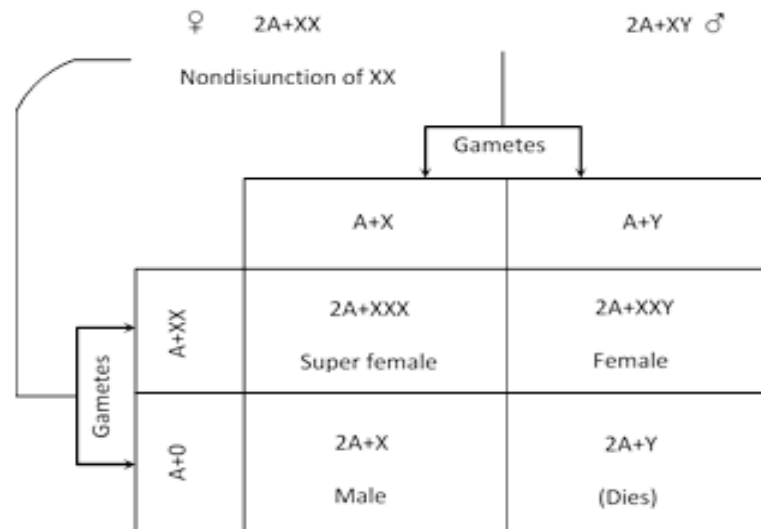 ♀ 2A+XX 2A+XY ♂
Nondisiunction of XX
Gametes
A+X A+Y
A+XX 2A+XXX 2A+XXY
Super female Female
Gametes
A+0 2A+X 2A+Y
Male (Dies)